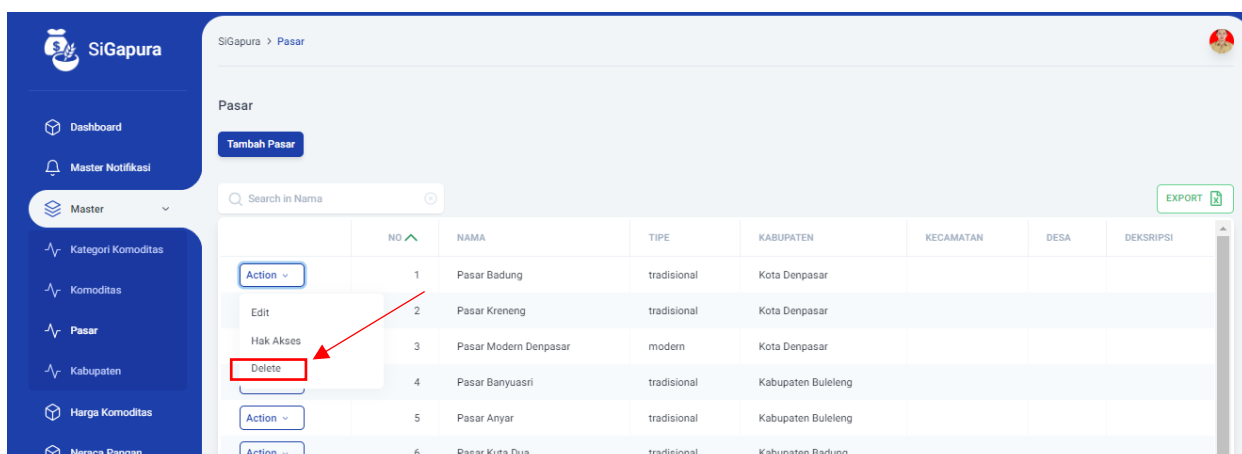 SiGapura
SiGapura > Pasar
Dashboard
Master Notifikasi
Master
Kategori Komoditas
Komoditas
Pasar
Kabupaten
Harga Komoditas
Neraca Pangan
Pasar
Tambah Pasar
Search in Nama
EXPORT
NO NAMA TIPE KABUPATEN KECAMATAN DESA DEKSRIPSI
Action 1 Pasar Badung tradisional Kota Denpasar
Edit
Hak Akses
Delete
2 Pasar Kreneng tradisional Kota Denpasar
3 Pasar Modern Denpasar modern Kota Denpasar
4 Pasar Banyuasri tradisional Kabupaten Buleleng
Action 5 Pasar Anyar tradisional Kabupaten Buleleng
Action 6 Pasar Kuta Dua tradisional Kabupaten Badung